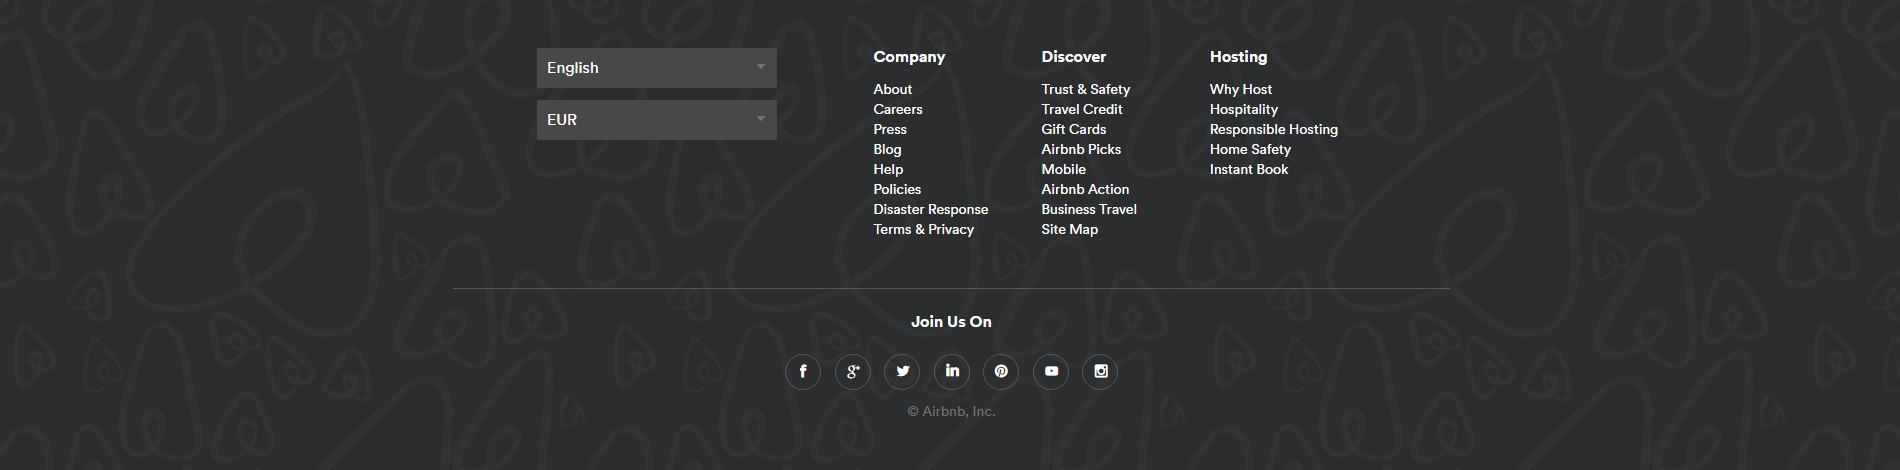 English
EUR
Company
About
Careers
Press
Blog
Help
Policies
Disaster Response
Terms & Privacy
Discover
Trust & Safety
Travel Credit
Gift Cards
Airbnb Picks
Mobile
Airbnb Action
Business Travel
Site Map
Hosting
Why Host
Hospitality
Responsible Hosting
Home Safety
Instant Book
Join Us On
© Airbnb, Inc.